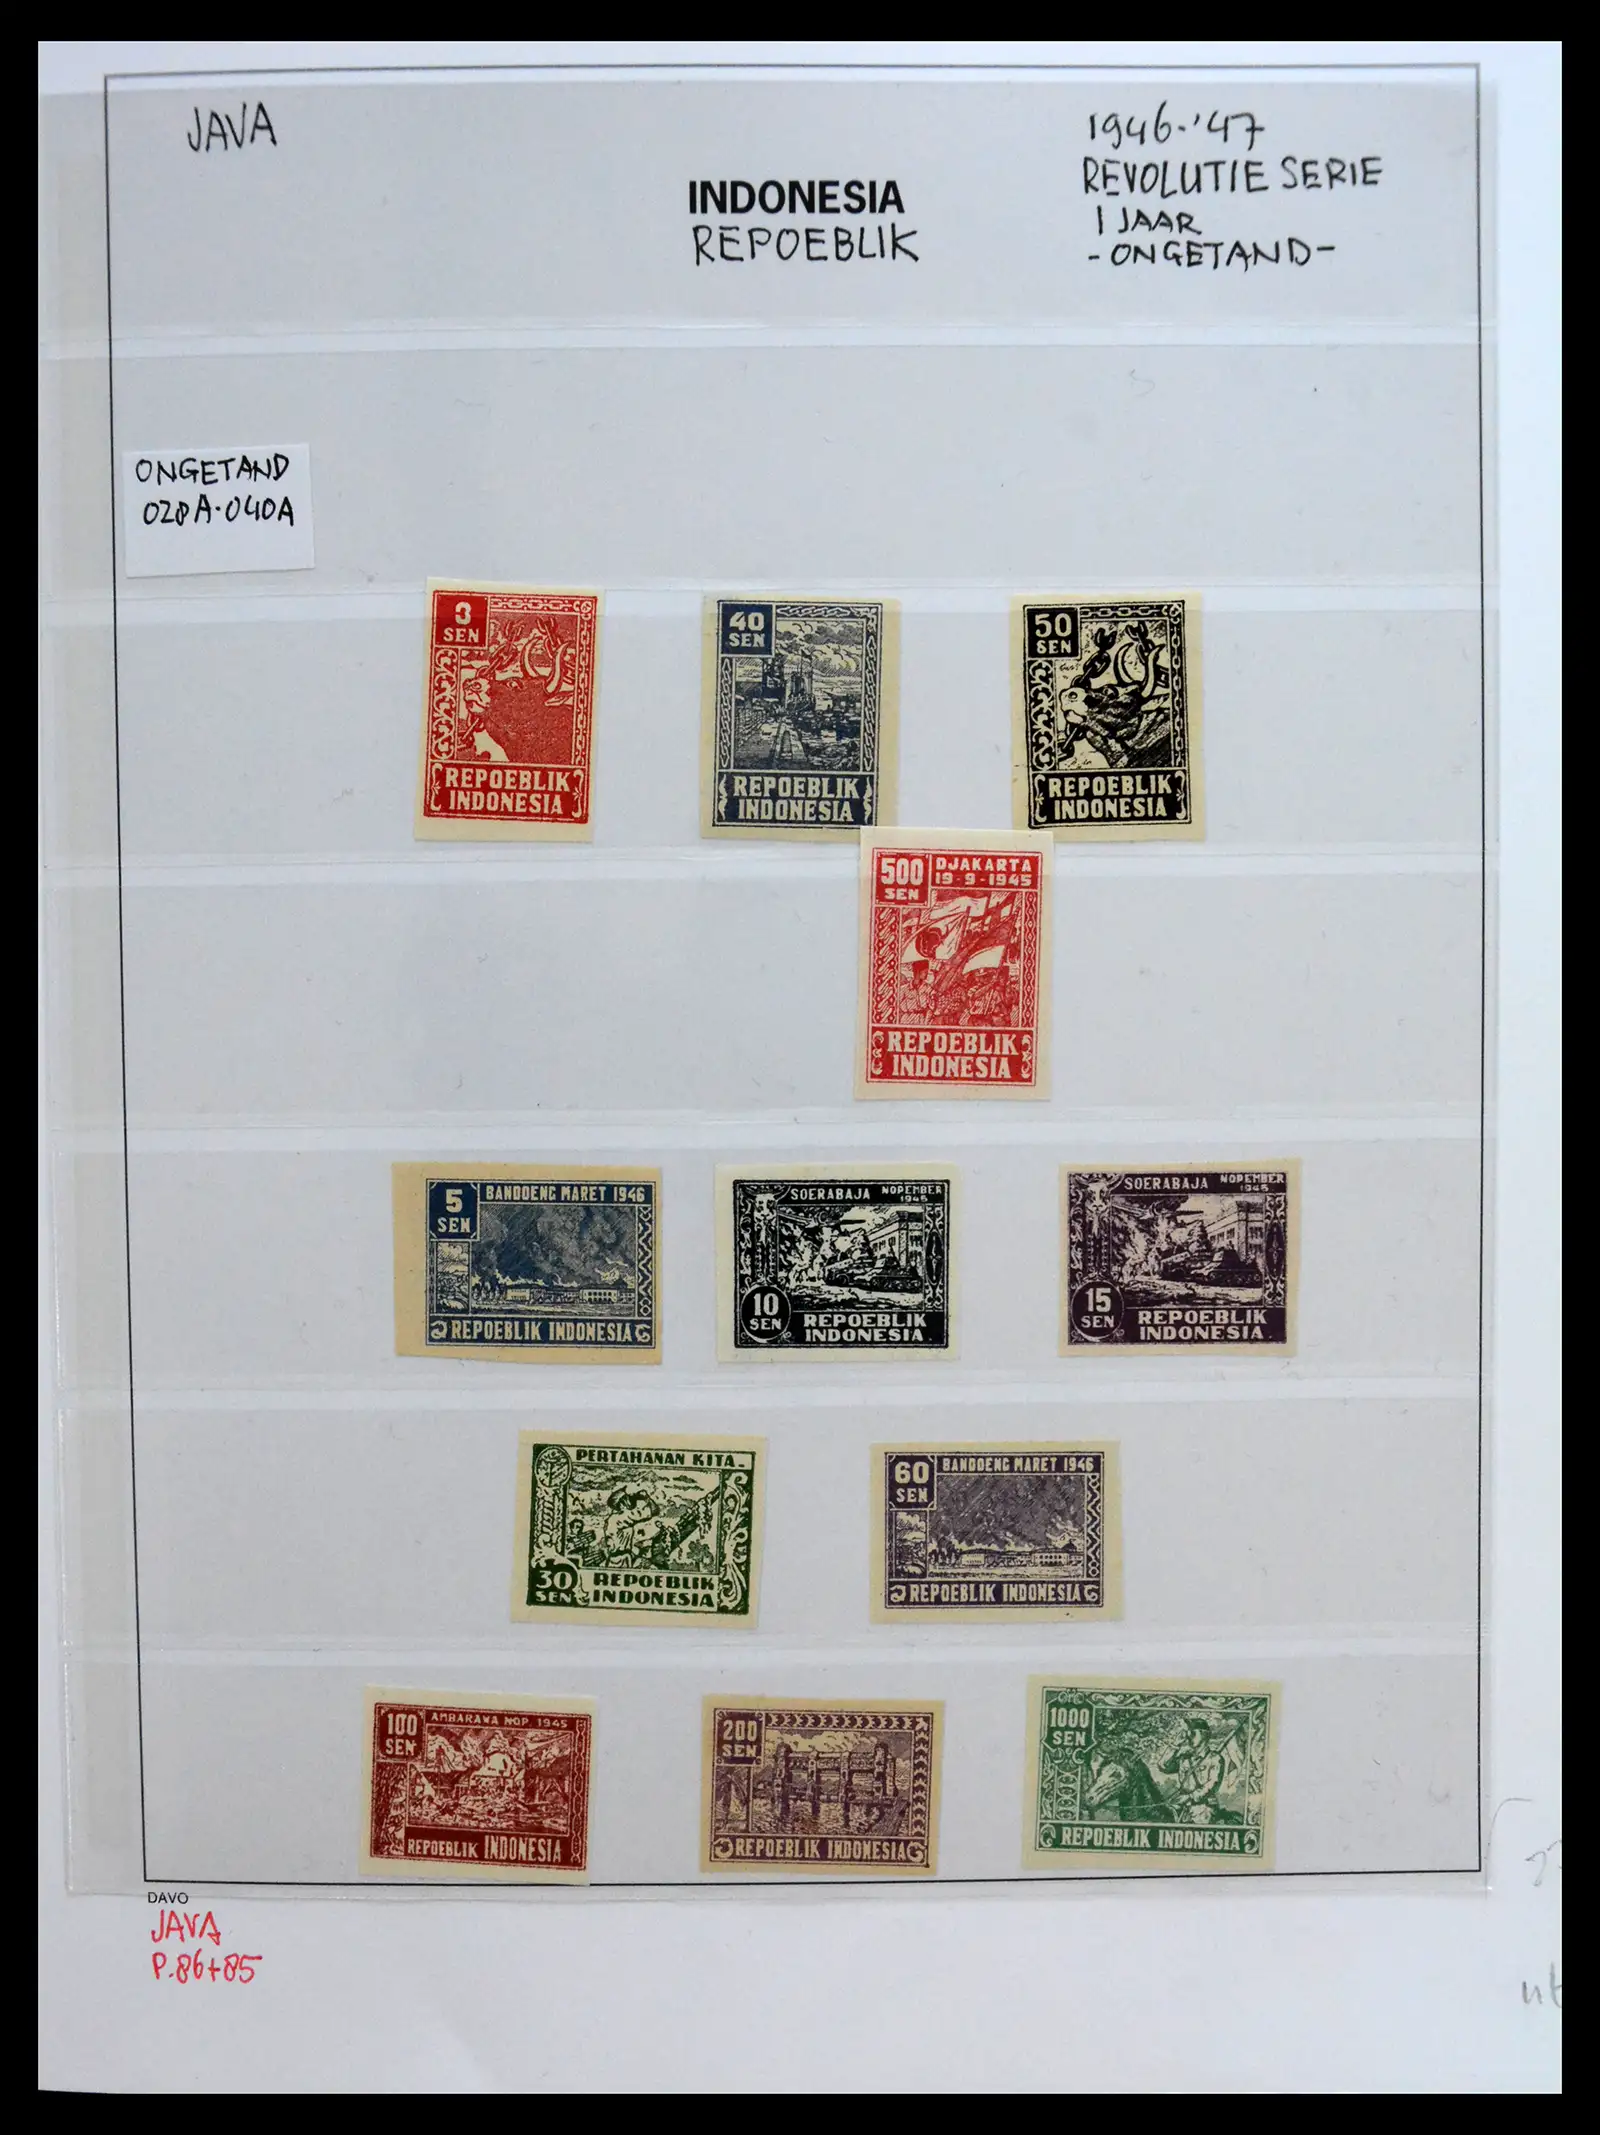 JAVA
INDONESIA
REPOEBLIK
1946-'47
REVOLUTIE SERIE
1 JAAR
-ONGETAND-
ONGETAND
028A-040A
3
SEN
REPOEBLIK
INDONESIA
40
SEN
REPOEBLIK
INDONESIA
50
SEN
REPOEBLIK
INDONESIA
500
SEN
DJAKARTA
19-9-1945
REPOEBLIK
INDONESIA
5
SEN
BANDOENG MARET 1946
REPOEBLIK INDONESIA
SOERABAJA NOPEMBER
1945
10
SEN
REPOEBLIK
INDONESIA
SOERABAJA NOPEMBER
1945
15
SEN
REPOEBLIK
INDONESIA
PERTAHANAN KITA
30
SEN
REPOEBLIK
INDONESIA
60
SEN
BANDOENG MARET 1946
REPOEBLIK INDONESIA
100
SEN
AMBARAWA NOP. 1945
REPOEBLIK INDONESIA
200
SEN
REPOEBLIK INDONESIA
1000
SEN
REPOEBLIK INDONESIA
DAVO
JAVA
P.86+85